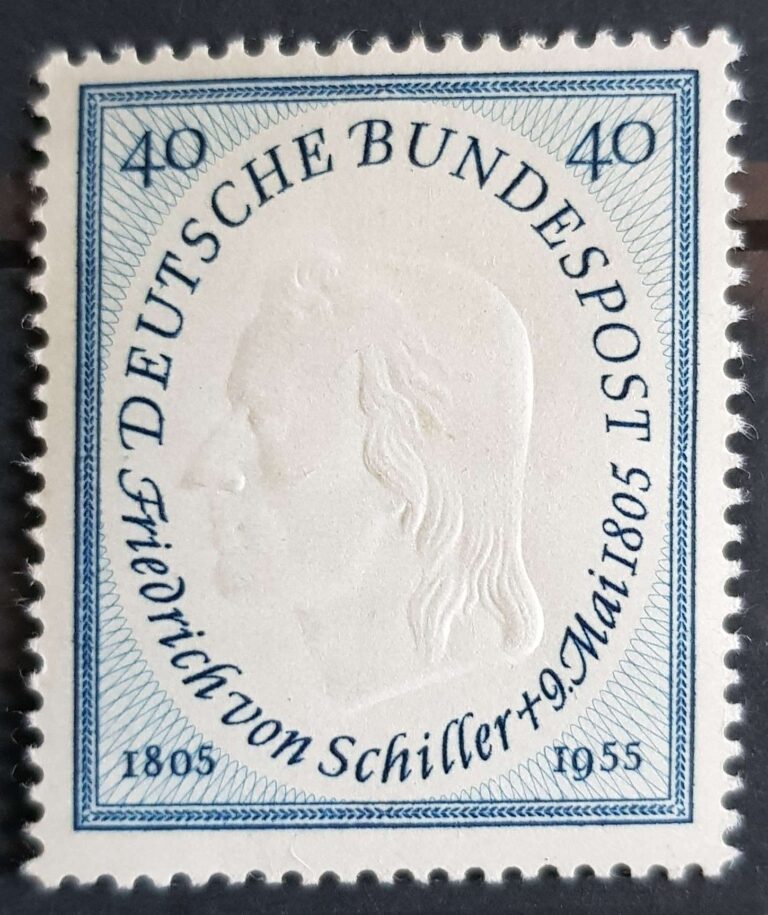 40 40
DEUTSCHE BUNDESPOST
Friedrich von Schiller + 9. Mai 1805
1805 1955